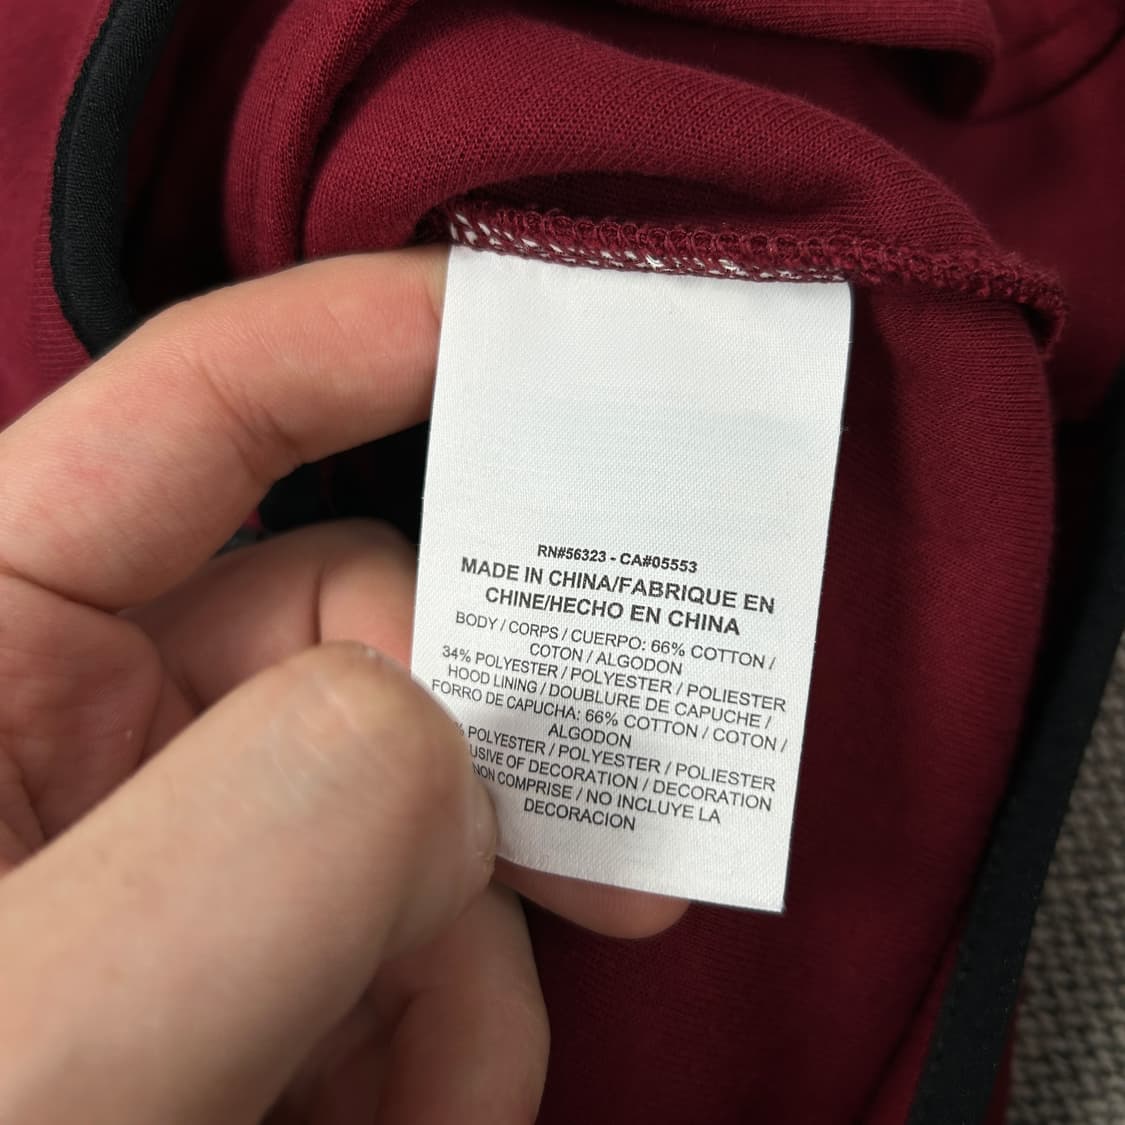 RN#56323 - CA#05553
MADE IN CHINA/FABRIQUE EN
CHINE/HECHO EN CHINA
BODY / CORPS / CUERPO: 66% COTTON /
COTON / ALGODON
34% POLYESTER / POLYESTER / POLIESTER
HOOD LINING / DOUBLURE DE CAPUCHE /
FORRO DE CAPUCHA: 66% COTTON / COTON /
ALGODON
% POLYESTER / POLYESTER / POLIESTER
OF DECORATION / DECORATION
NON COMPRISE / NO INCLUYE LA
DECORACION